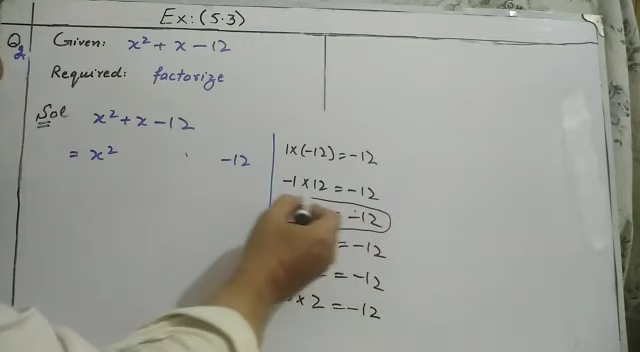 Ex: (5.3)
Q2 Given: x² + x - 12
Required: factorize
Sol x² + x - 12
= x² -12
1 x (-12) = -12
-1 x 12 = -12
= -12
= -12
= -12
x 2 = -12